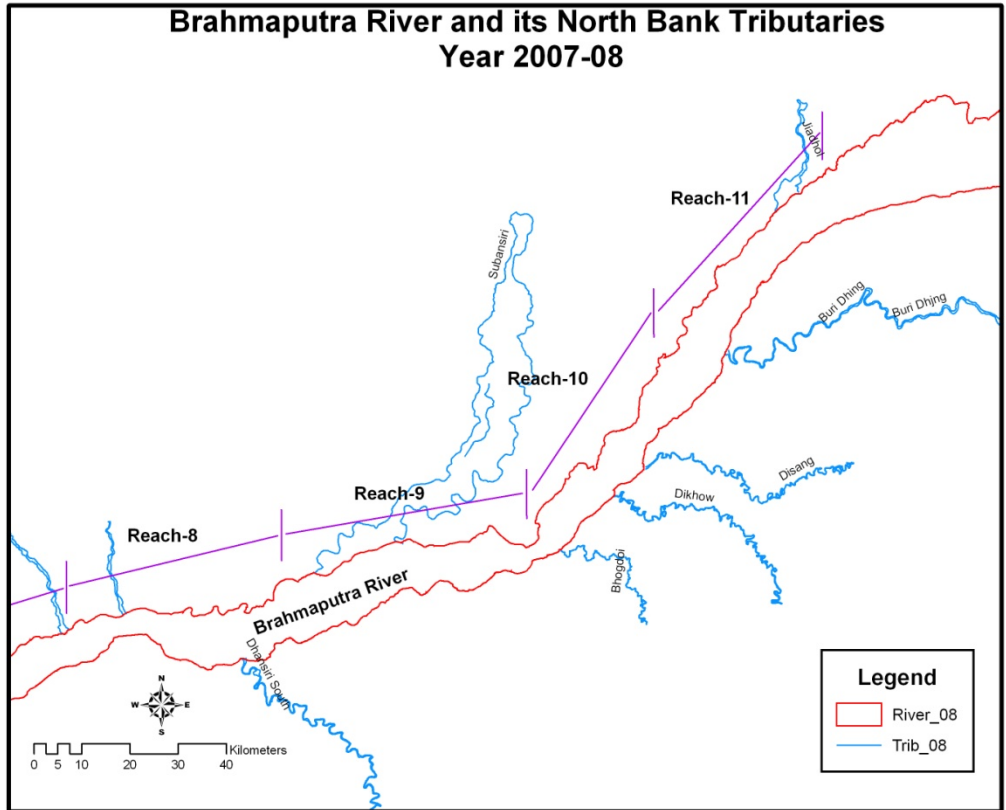 Brahmaputra River and its North Bank Tributaries
Year 2007-08
Jiadhol
Reach-11
Subansiri
Buri Dhing
Buri Dhjng
Reach-10
Disang
Reach-9
Dikhow
Reach-8
Bhogdoi
Brahmaputra River
Dhansiri South
N
W E
S
Kilometers
0 5 10 20 30 40
Legend
River_08
Trib_08